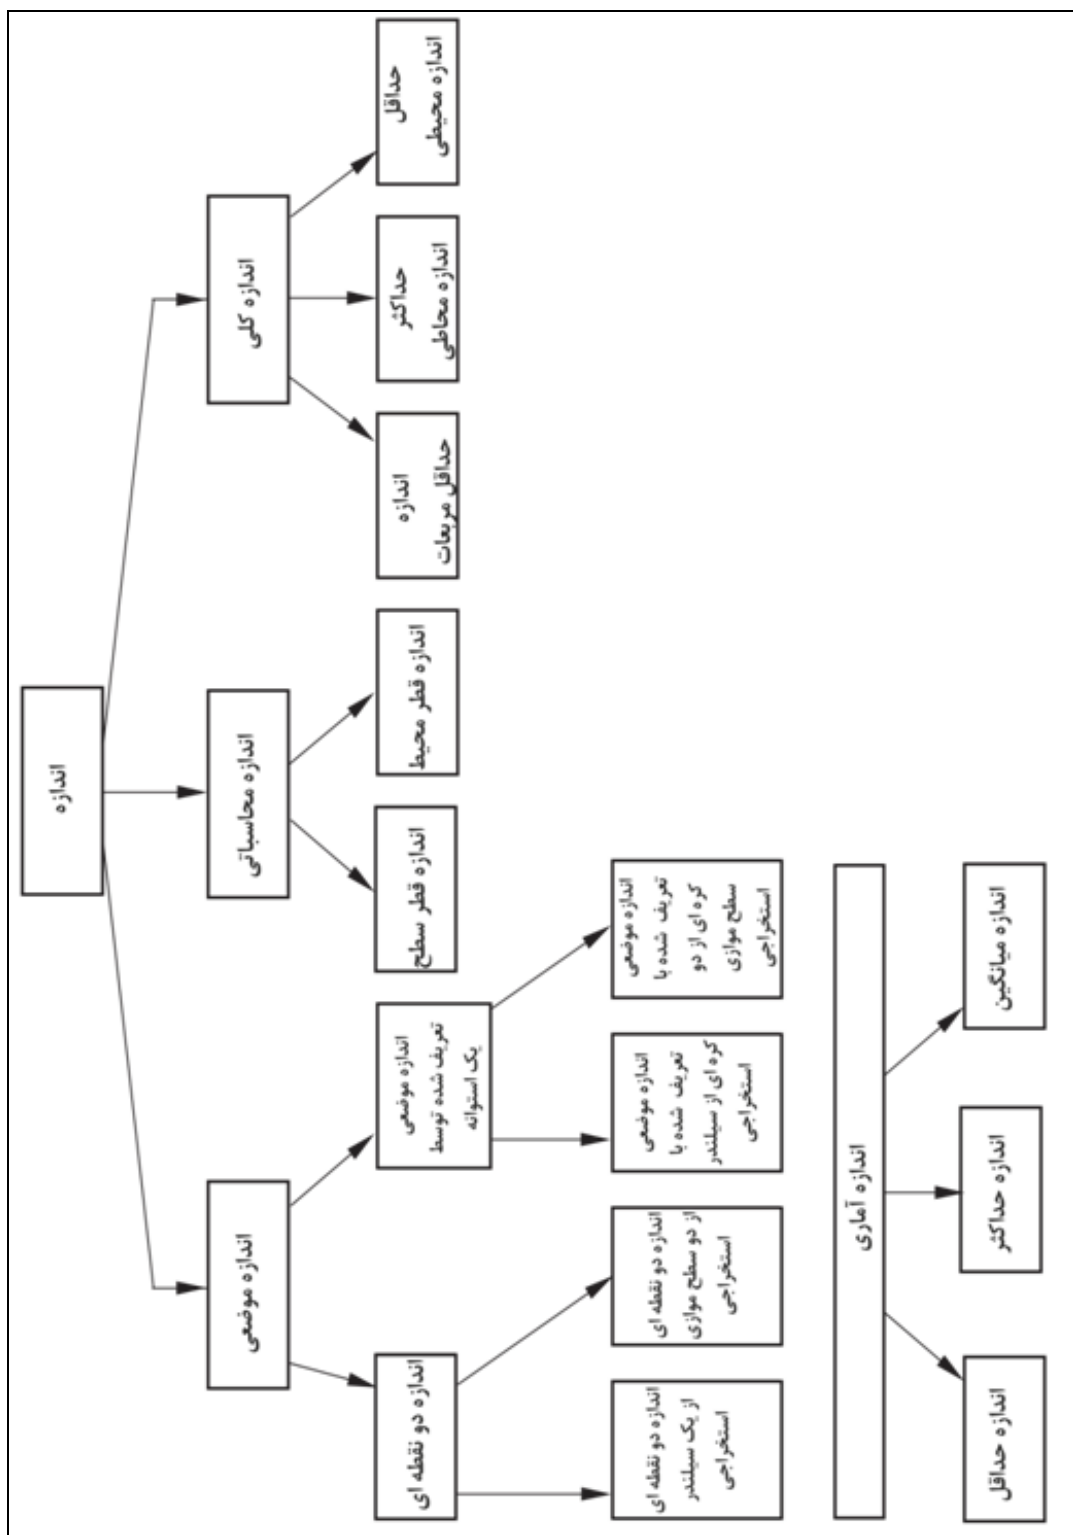 اندازه
اندازه کلی
اندازه محاسباتی
اندازه موضعی
حداقل
اندازه محیطی
حداکثر
اندازه محاطی
اندازه
حداقل مربعات
اندازه قطر محیط
اندازه قطر سطح
اندازه موضعی
تعریف شده توسط
یک استوانه
اندازه دو نقطه ای
اندازه موضعی
تعریف شده با
کره ای از دو
سطح موازی
استخراجی
اندازه موضعی
تعریف شده با
کره ای از سیلندر
استخراجی
اندازه دو نقطه ای
از دو سطح موازی
استخراجی
اندازه دو نقطه ای
از یک سیلندر
استخراجی
اندازه آماری
اندازه میانگین
اندازه حداکثر
اندازه حداقل